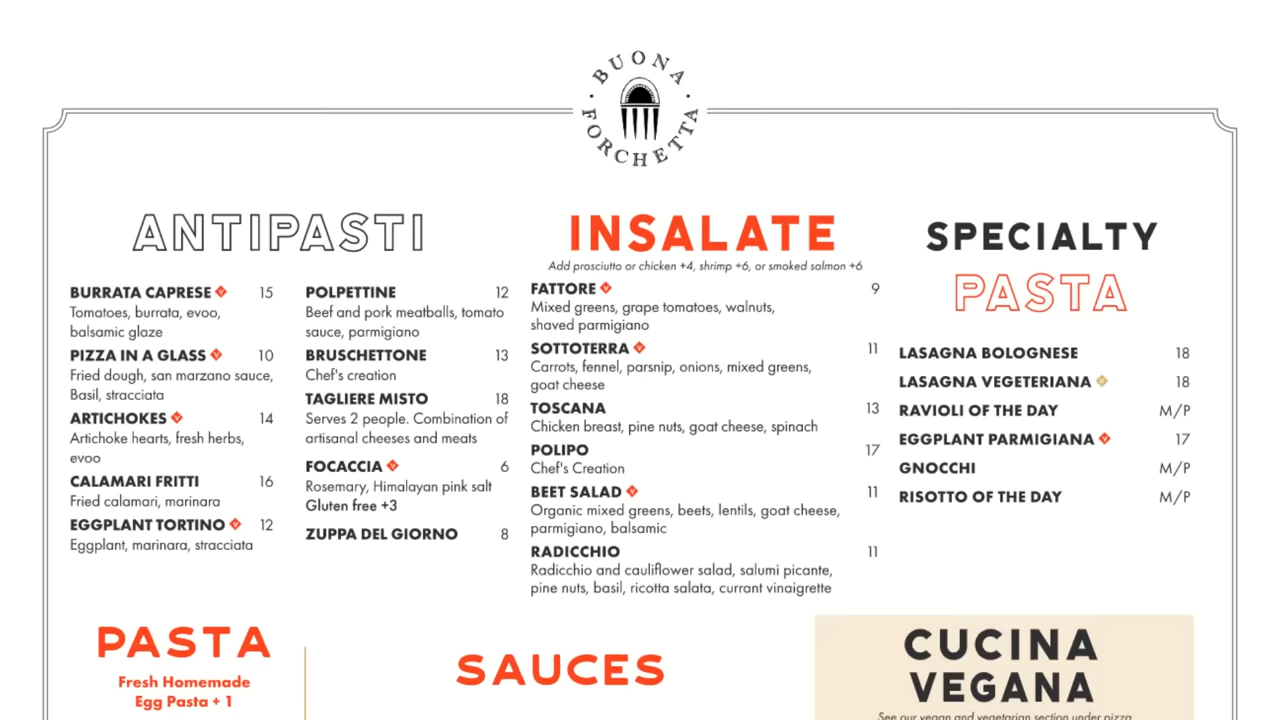 BUONA
FORCHETTA
ANTIPASTI
BURRATA CAPRESE V 15
Tomatoes, burrata, evoo,
balsamic glaze
PIZZA IN A GLASS V 10
Fried dough, san marzano sauce,
Basil, stracciata
ARTICHOKES V 14
Artichoke hearts, fresh herbs,
evoo
CALAMARI FRITTI 16
Fried calamari, marinara
EGGPLANT TORTINO V 12
Eggplant, marinara, stracciata
POLPETTINE 12
Beef and pork meatballs, tomato
sauce, parmigiano
BRUSCHETTONE 13
Chef's creation
TAGLIERE MISTO 18
Serves 2 people. Combination of
artisanal cheeses and meats
FOCACCIA V 6
Rosemary, Himalayan pink salt
Gluten free +3
ZUPPA DEL GIORNO 8
INSALATE
Add prosciutto or chicken +4, shrimp +6, or smoked salmon +6
FATTORE V 9
Mixed greens, grape tomatoes, walnuts,
shaved parmigiano
SOTTOTERRA V 11
Carrots, fennel, parsnip, onions, mixed greens,
goat cheese
TOSCANA 13
Chicken breast, pine nuts, goat cheese, spinach
POLIPO 17
Chef's Creation
BEET SALAD V 11
Organic mixed greens, beets, lentils, goat cheese,
parmigiano, balsamic
RADICCHIO 11
Radicchio and cauliflower salad, salumi picante,
pine nuts, basil, ricotta salata, currant vinaigrette
SPECIALTY
PASTA
LASAGNA BOLOGNESE 18
LASAGNA VEGETERIANA 18
RAVIOLI OF THE DAY M/P
EGGPLANT PARMIGIANA V 17
GNOCCHI M/P
RISOTTO OF THE DAY M/P
PASTA
Fresh Homemade
Egg Pasta + 1
SAUCES
CUCINA
VEGANA
See our vegan and vegetarian section under pizza